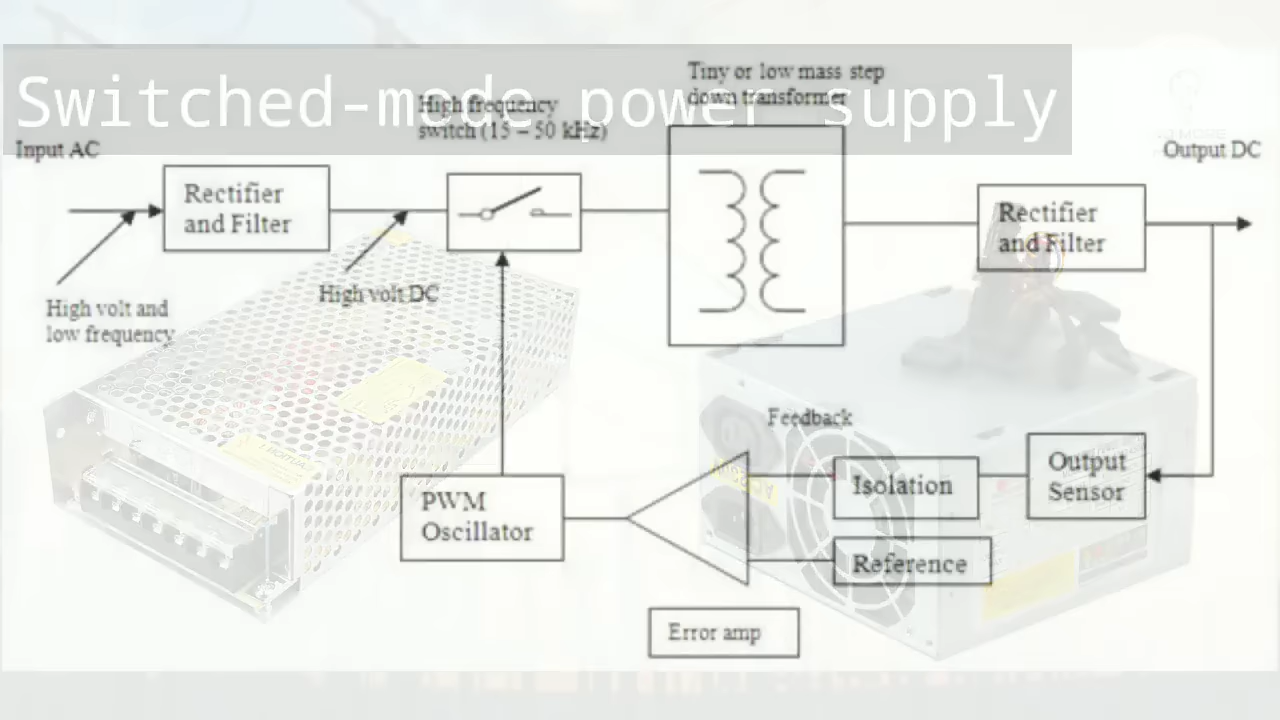 Switched-mode power supply
Tiny or low mass step
down transformer
High frequency
switch (15 – 50 kHz)
Input AC
Output DC
Rectifier
and Filter
Rectifier
and Filter
High volt DC
High volt and
low frequency
Feedback
PWM
Oscillator
Isolation
Output
Sensor
Reference
Error amp